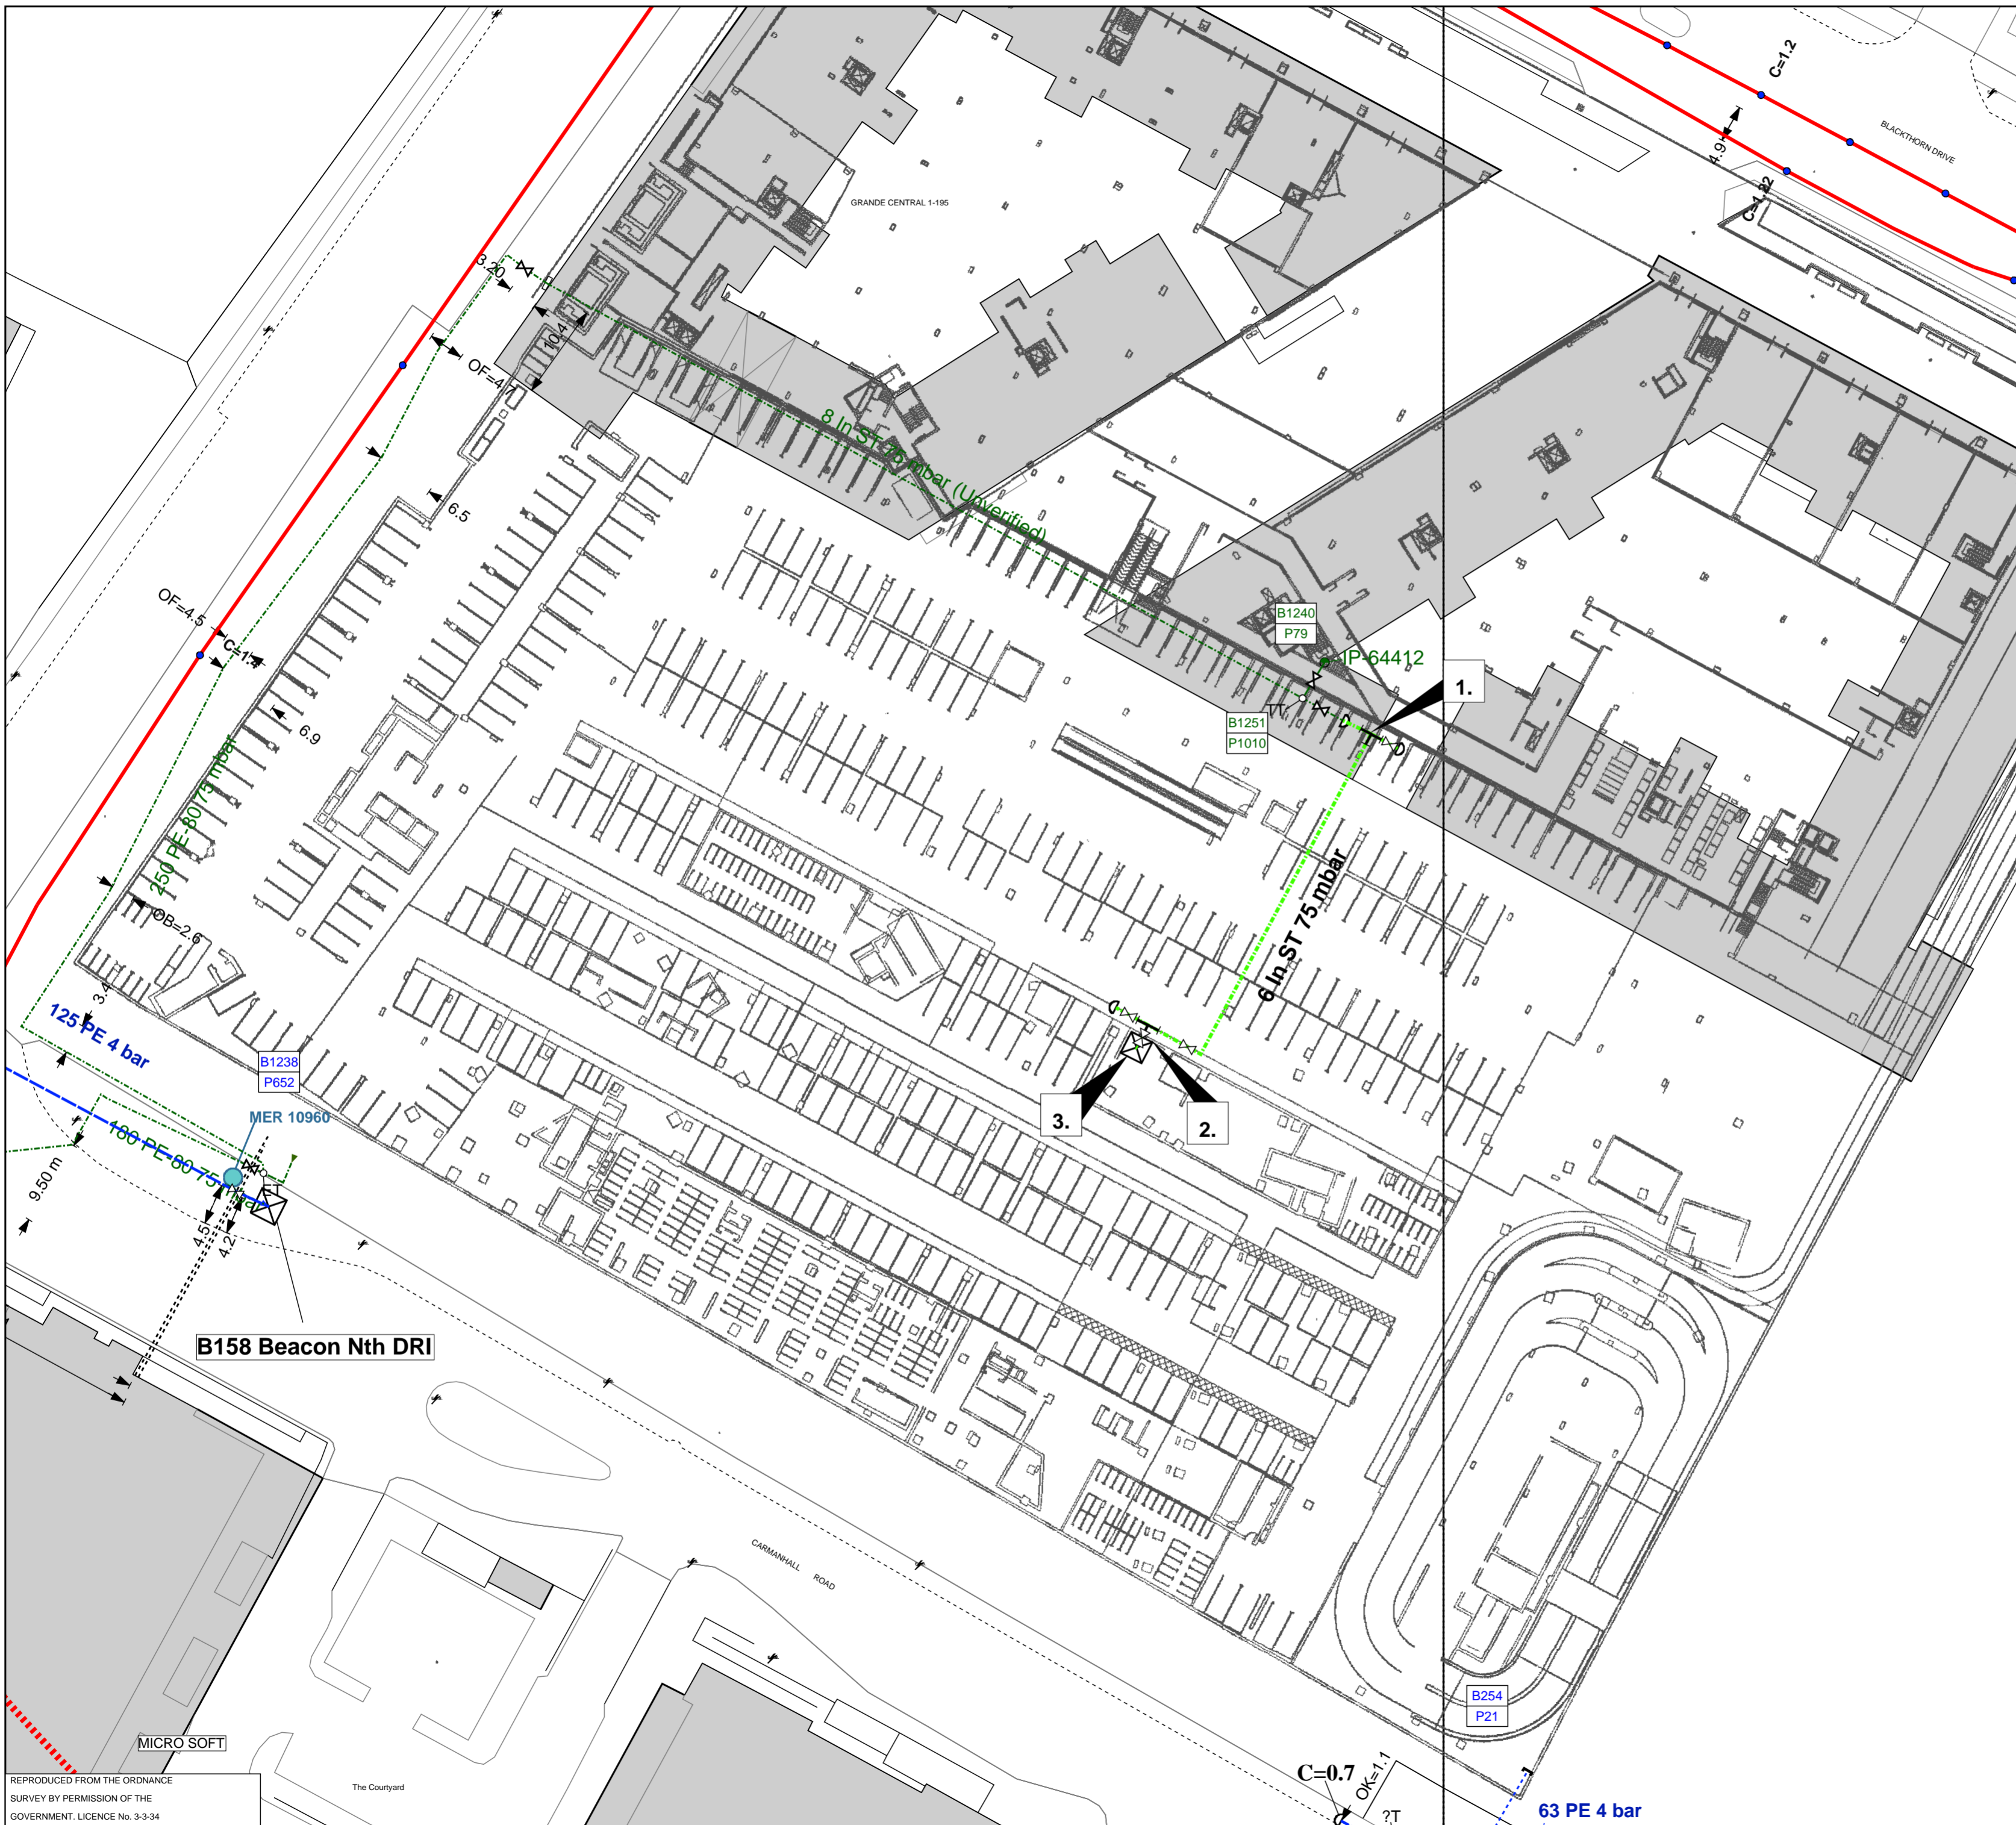 C=1.2
BLACKTHORN DRIVE
4.9
GRANDE CENTRAL 1-195
3.20
10.4
OF=4.7
8 In ST 75 mbar (Unverified)
6.5
OF=4.5
C=1.4
B1240
P79
IP-64412
1.
B1251
P1010
TT
6.9
250 PE-80 75 mbar
6 In ST 75 mbar
OB=2.6
3.4
125 PE 4 bar
B1238
P652
MER 10960
3.
2.
180 PE-80 75 mbar
ET
9.50 m
4.5
4.2
B158 Beacon Nth DRI
CARMANHALL ROAD
B254
P21
MICRO SOFT
The Courtyard
C=0.7
OK=1.1
?T
63 PE 4 bar
REPRODUCED FROM THE ORDNANCE
SURVEY BY PERMISSION OF THE
GOVERNMENT. LICENCE No. 3-3-34